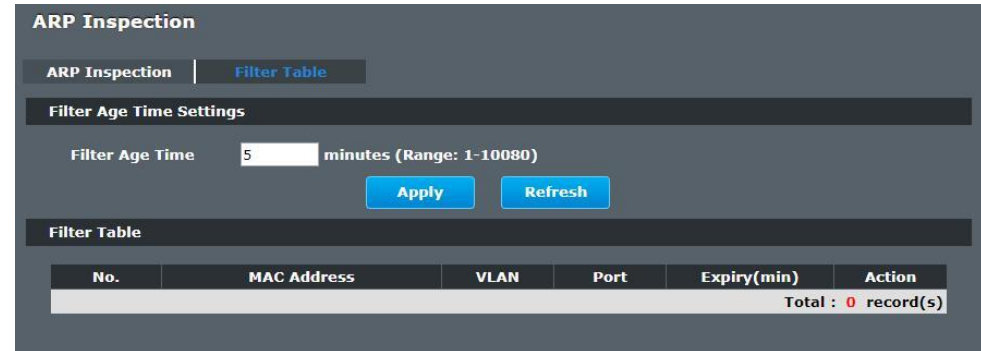 ARP Inspection
ARP Inspection Filter Table
Filter Age Time Settings
Filter Age Time 5 minutes (Range: 1-10080)
Apply Refresh
Filter Table
No. MAC Address VLAN Port Expiry(min) Action
Total : 0 record(s)